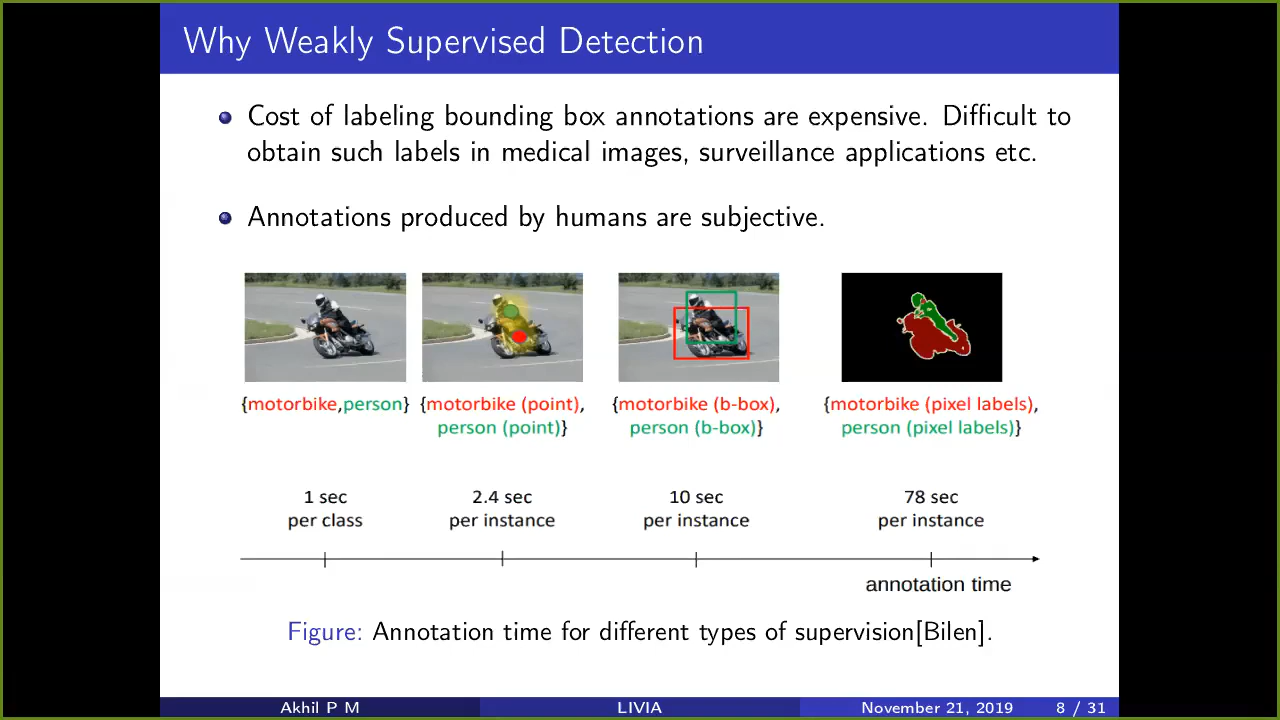 Why Weakly Supervised Detection
Cost of labeling bounding box annotations are expensive. Difficult to
obtain such labels in medical images, surveillance applications etc.
Annotations produced by humans are subjective.
{motorbike,person} {motorbike (point), {motorbike (b-box), {motorbike (pixel labels),
person (point)} person (b-box)} person (pixel labels)}
1 sec 2.4 sec 10 sec 78 sec
per class per instance per instance per instance
annotation time
Figure: Annotation time for different types of supervision[Bilen].
Akhil P M LIVIA November 21, 2019 8 / 31